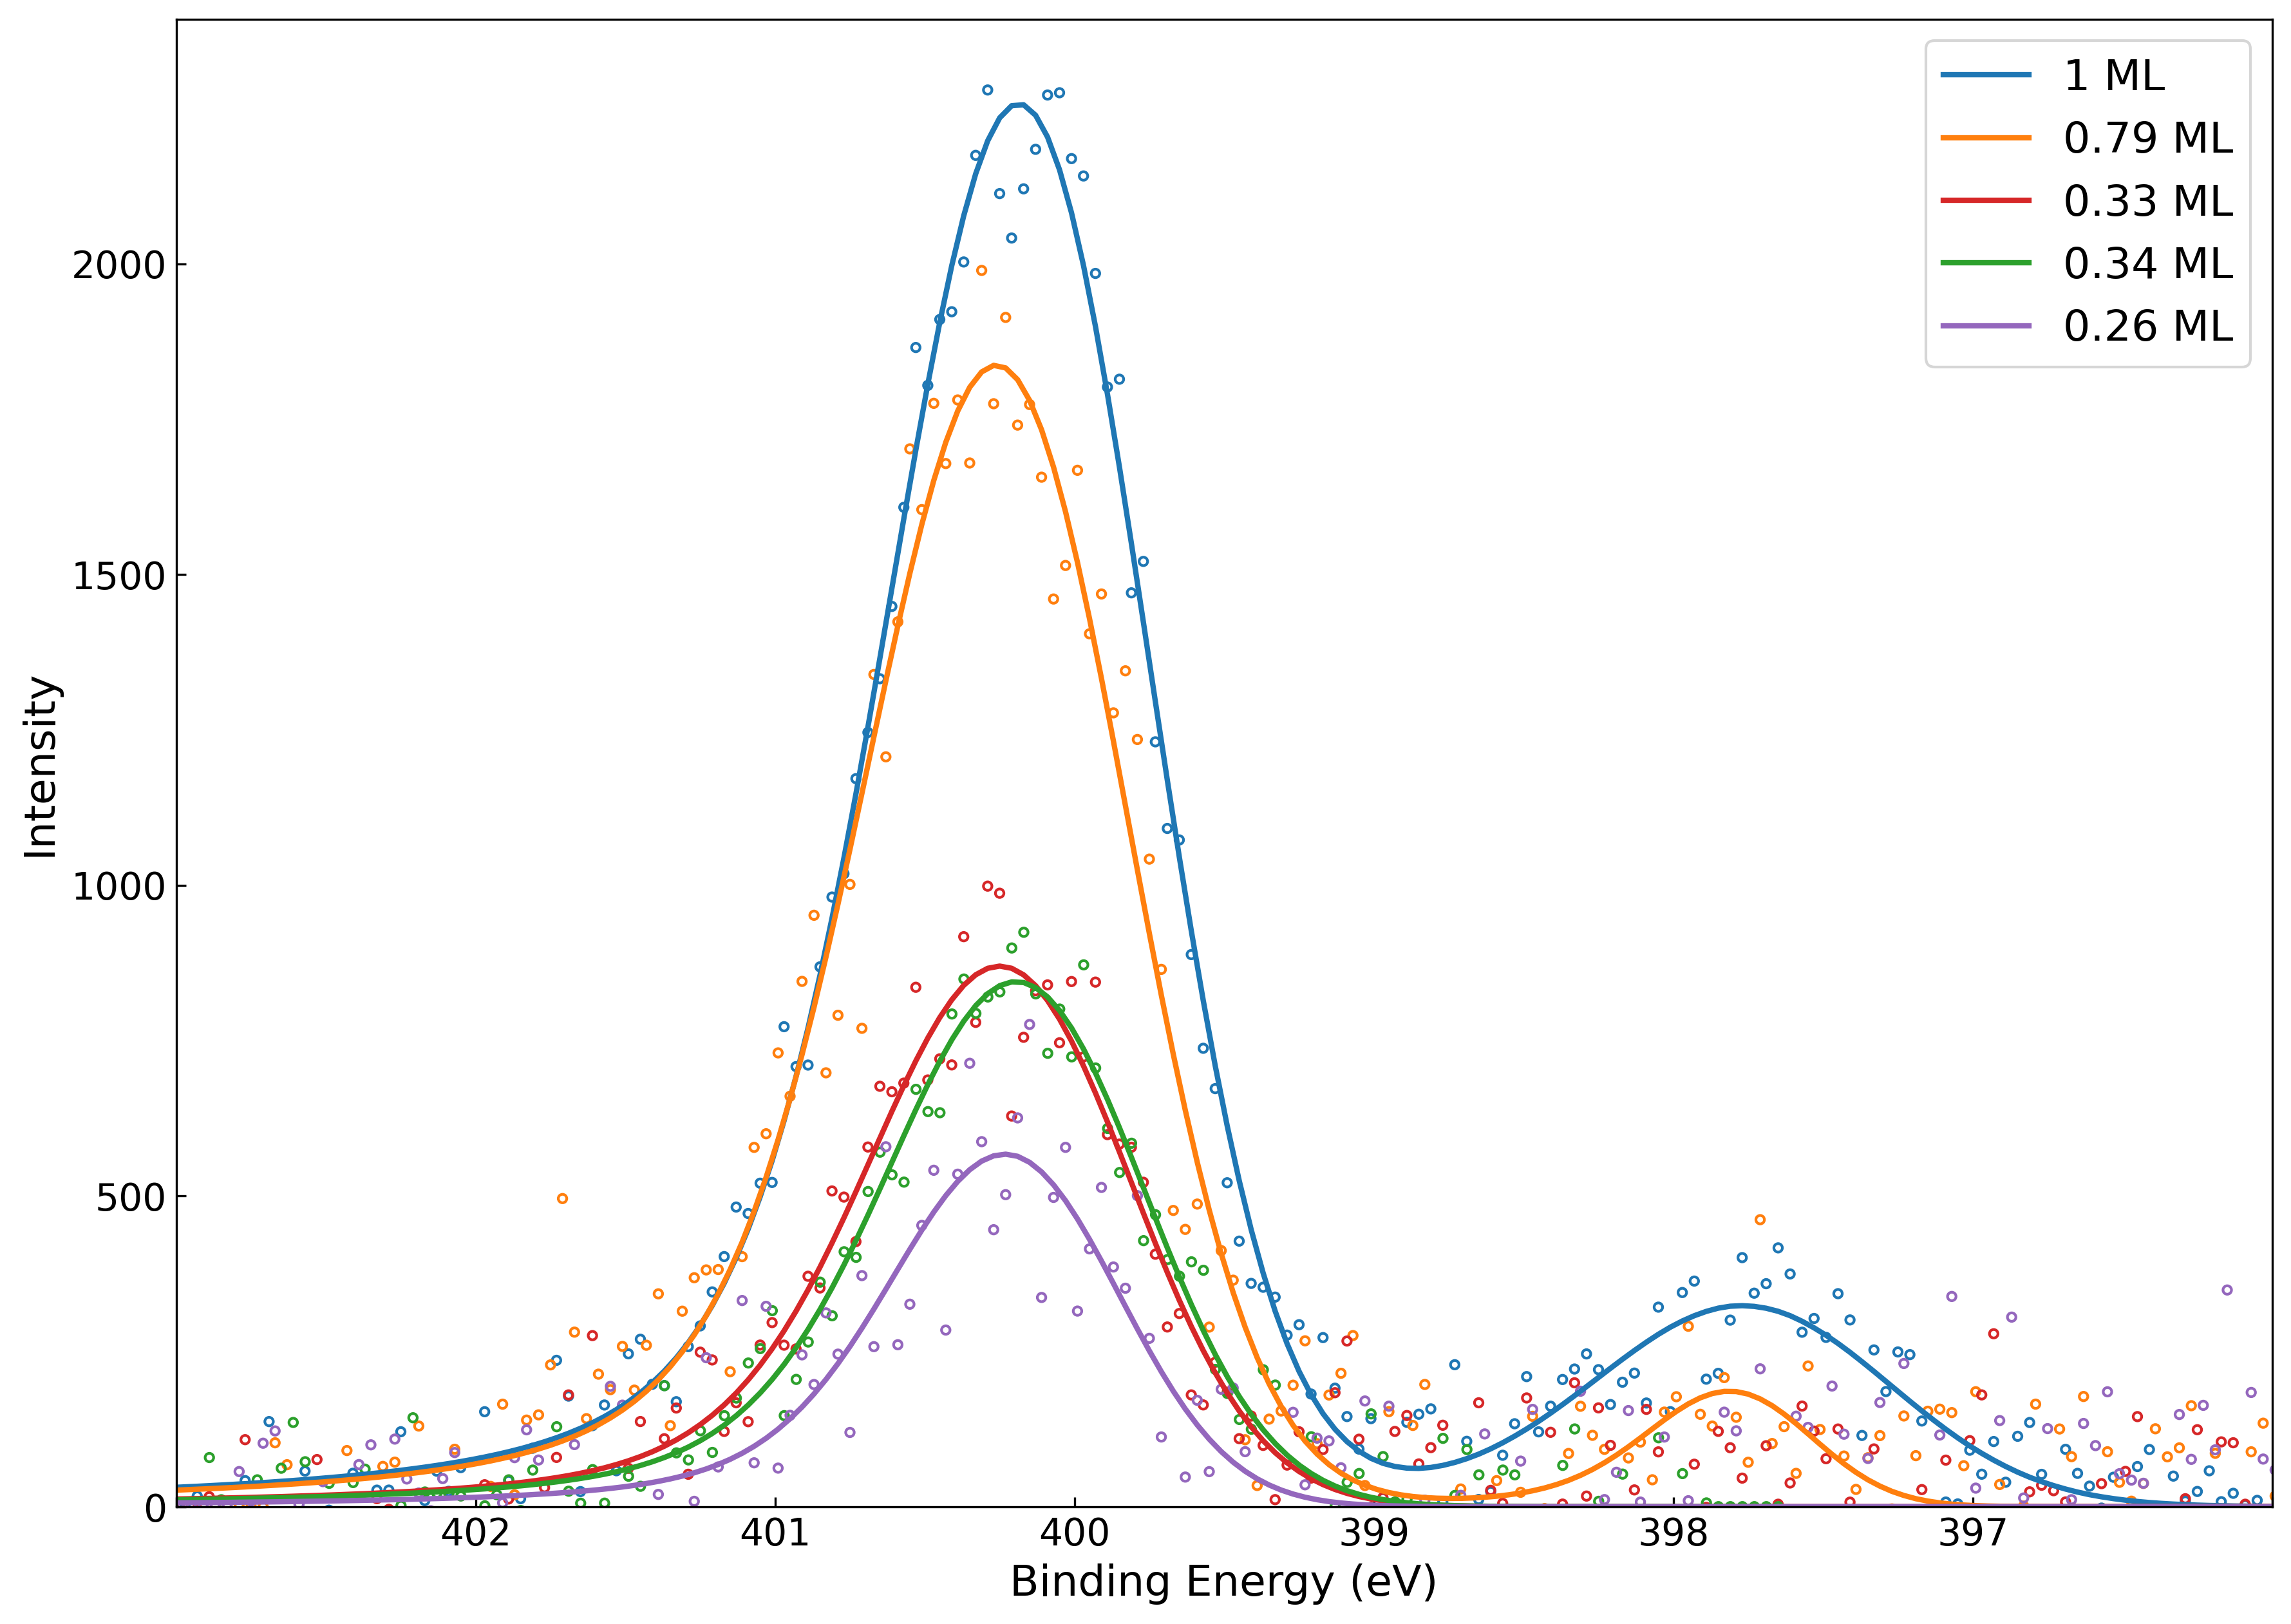 1 ML
0.79 ML
0.33 ML
0.34 ML
0.26 ML
Intensity
2000
1500
1000
500
0
402 401 400 399 398 397
Binding Energy (eV)